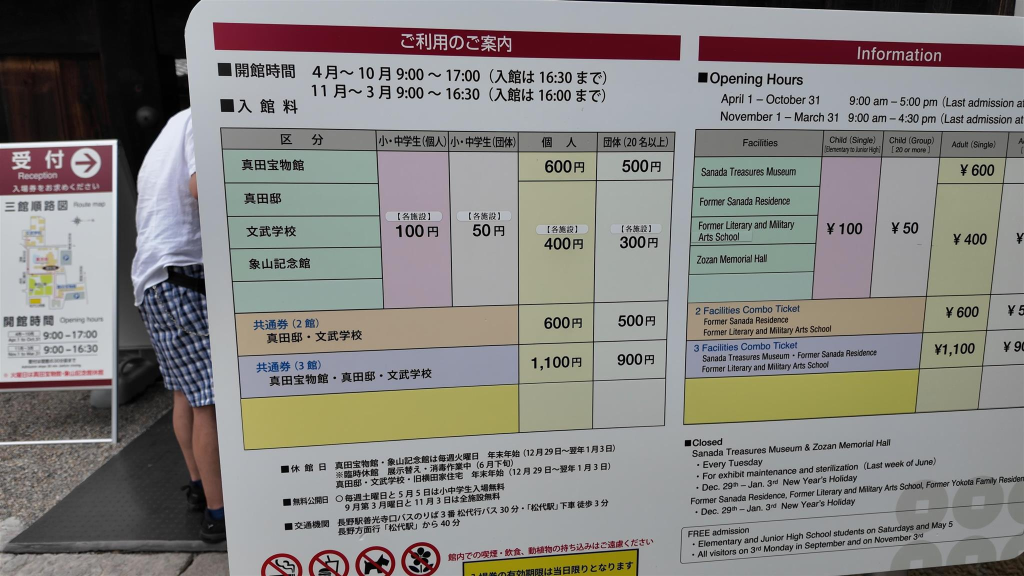 受付
Reception
入場券をお求めください
三館順路図 Route map
開館時間 Opening hours
9:00～17:00
9:00～16:30
ご利用のご案内
■開館時間 4月～10月 9:00～17:00（入館は16:30まで）
11月～3月 9:00～16:30（入館は16:00まで）
■入館料
区分 小・中学生(個人) 小・中学生(団体) 個人 団体（20名以上）
真田宝物館 600円 500円
真田邸
文武学校 【各施設】 100円 【各施設】 50円 【各施設】 400円 【各施設】 300円
象山記念館
共通券（2館）
真田邸・文武学校 600円 500円
共通券（3館）
真田宝物館・真田邸・文武学校 1,100円 900円
■休館日 真田宝物館・象山記念館は毎週火曜日 年末年始（12月29日～翌年1月3日）
※臨時休館 展示替え・消毒作業中（6月下旬）
真田邸・文武学校・旧横田家住宅 年末年始（12月29日～翌年1月3日）
■無料公開日 ○毎週土曜日と5月5日は小中学生入場無料
9月第3月曜日と11月3日は全施設無料
■交通機関 長野駅善光寺口バスのりば3番 松代行バス30分・「松代駅」下車 徒歩3分
長野方面行「松代駅」から40分
館内での喫煙・飲食、動植物の持ち込みはご遠慮ください
入場券の有効期限は当日限りとなります
Information
■Opening Hours
April 1 – October 31 9:00 am – 5:00 pm (Last admission at
November 1 – March 31 9:00 am – 4:30 pm (Last admission at
Facilities Child (Single) [Elementary to Junior High] Child (Group) [20 or more] Adult (Single)
Sanada Treasures Museum ¥600
Former Sanada Residence
Former Literary and Military
Arts School ¥100 ¥50 ¥400
Zozan Memorial Hall
2 Facilities Combo Ticket
Former Sanada Residence
Former Literary and Military Arts School ¥600
3 Facilities Combo Ticket
Sanada Treasures Museum・Former Sanada Residence
Former Literary and Military Arts School ¥1,100
■Closed
Sanada Treasures Museum & Zozan Memorial Hall
・Every Tuesday
・For exhibit maintenance and sterilization (Last week of June)
・Dec. 29th – Jan. 3rd New Year's Holiday
Former Sanada Residence, Former Literary and Military Arts School, Former Yokota Family
・Dec. 29th – Jan. 3rd New Year's Holiday
FREE admission
・Elementary and Junior High School students on Saturdays and May 5
・All visitors on 3rd Monday in September and on November 3rd